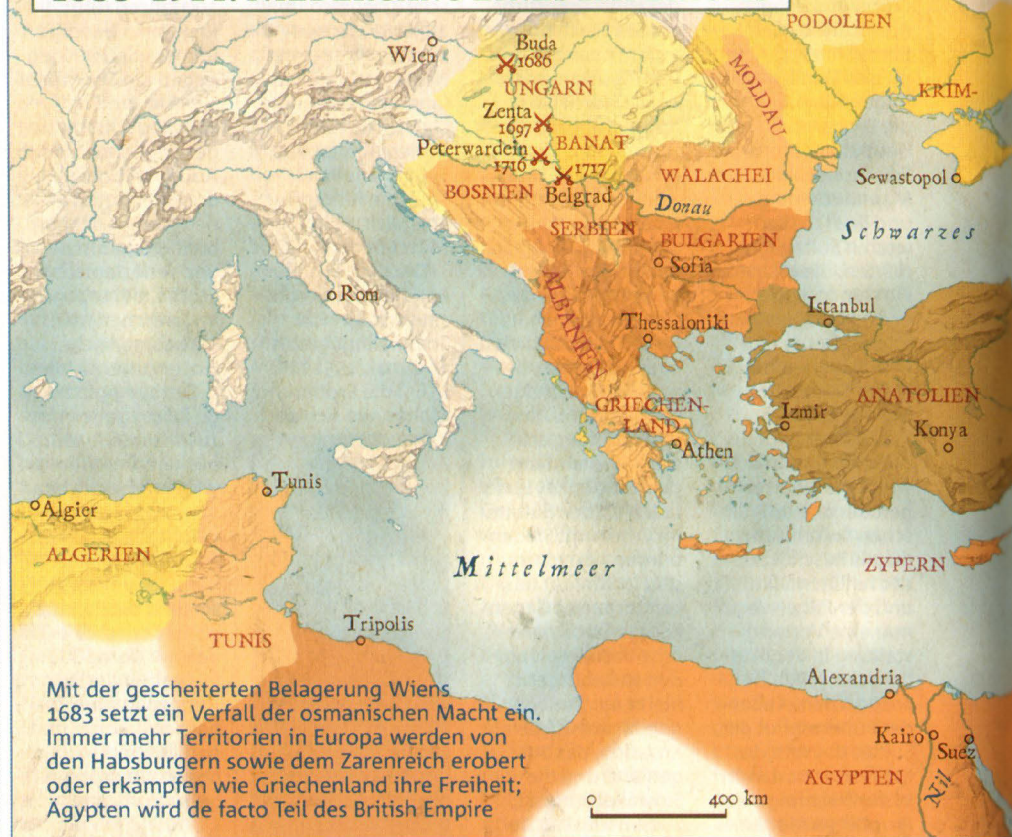 PODOLIEN
Wien
Buda
1686
UNGARN
MOLDAU
KRIM-
Zenta
1697
BANAT
Peterwardein
1716
1717
Belgrad
BOSNIEN
WALACHEI
Donau
Sewastopol
Schwarzes
SERBIEN
BULGARIEN
Sofia
ALBANIEN
Rom
Thessaloniki
Istanbul
GRIECHEN-
LAND
Athen
Izmir
ANATOLIEN
Konya
Tunis
Algier
ALGERIEN
Mittelmeer
ZYPERN
TUNIS
Tripolis
Alexandria
Kairo
Suez
ÄGYPTEN
Nil
Mit der gescheiterten Belagerung Wiens
1683 setzt ein Verfall der osmanischen Macht ein.
Immer mehr Territorien in Europa werden von
den Habsburgern sowie dem Zarenreich erobert
oder erkämpfen wie Griechenland ihre Freiheit;
Ägypten wird de facto Teil des British Empire
0 400 km